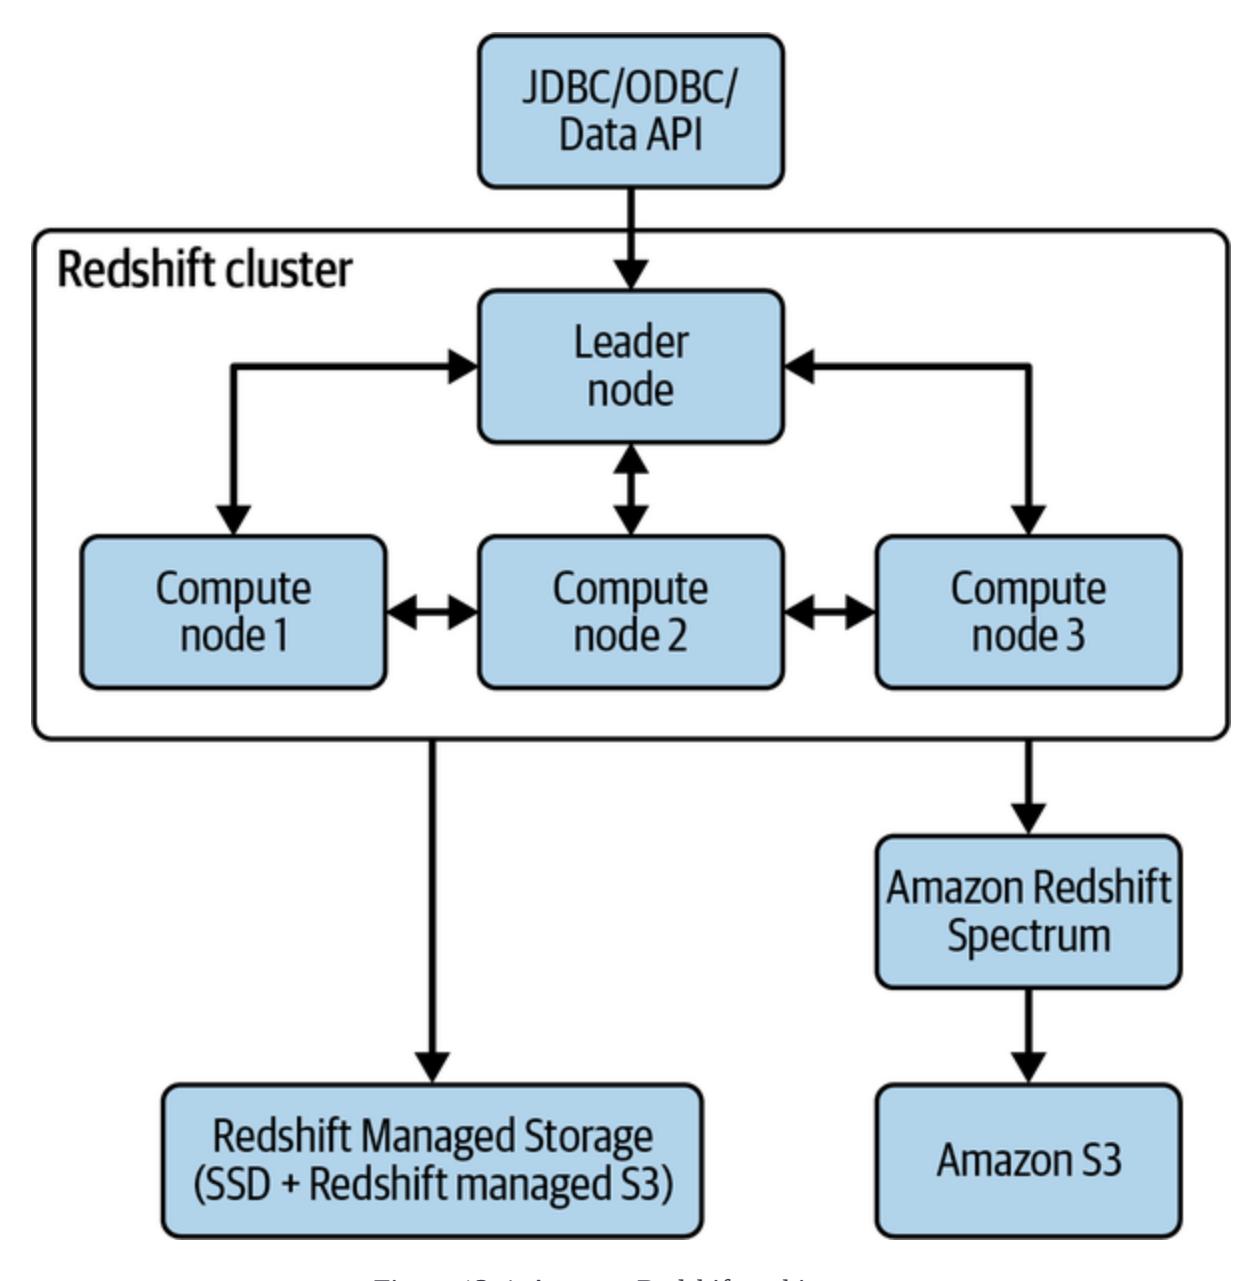 JDBC/ODBC/
Data API
Redshift cluster
Leader
node
Compute
node 1
Compute
node 2
Compute
node 3
Amazon Redshift
Spectrum
Redshift Managed Storage
(SSD + Redshift managed S3)
Amazon S3